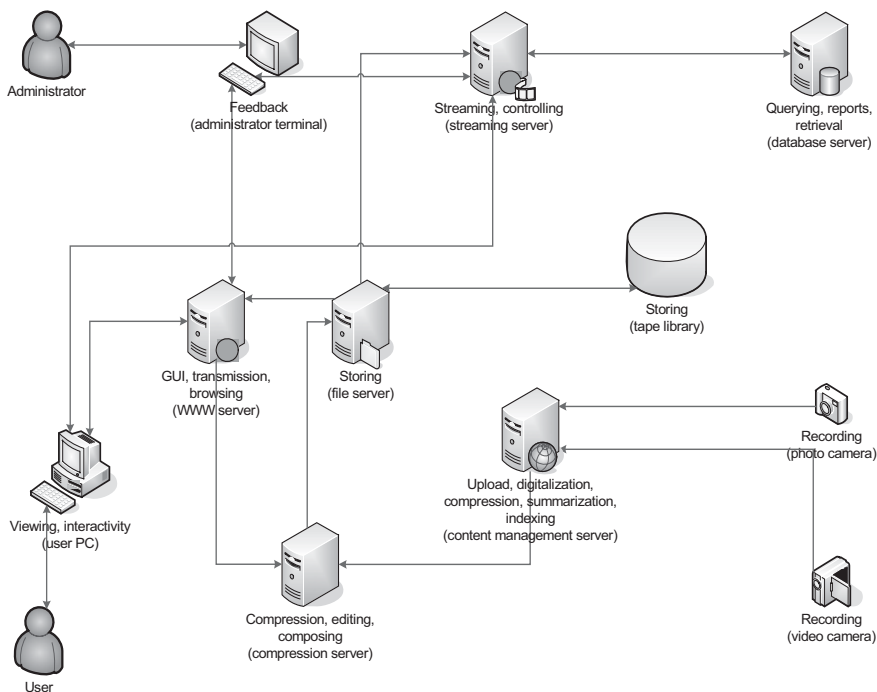 Administrator
Feedback
(administrator terminal)
Streaming, controlling
(streaming server)
Querying, reports,
retrieval
(database server)
Storing
(tape library)
GUI, transmission,
browsing
(WWW server)
Storing
(file server)
Recording
(photo camera)
Upload, digitalization,
compression, summarization,
indexing
(content management server)
Viewing, interactivity
(user PC)
Compression, editing,
composing
(compression server)
Recording
(video camera)
User